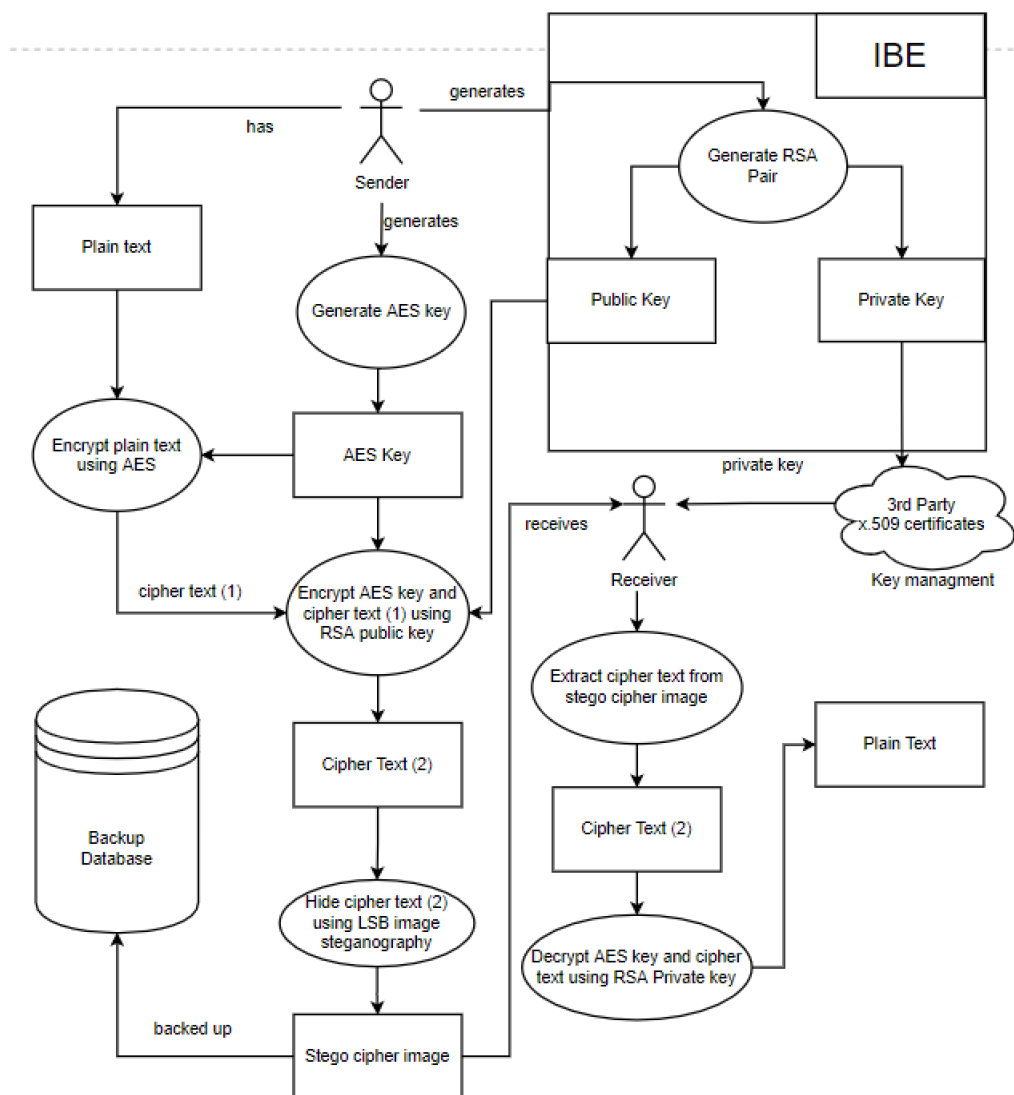 IBE
generates
has
Generate RSA
Pair
Sender
generates
Plain text
Generate AES key
Public Key
Private Key
Encrypt plain text
using AES
AES Key
private key
3rd Party
x.509 certificates
receives
Receiver
Key managment
cipher text (1)
Encrypt AES key and
cipher text (1) using
RSA public key
Extract cipher text from
stego cipher image
Cipher Text (2)
Plain Text
Backup
Database
Cipher Text (2)
Hide cipher text (2)
using LSB image
steganography
Decrypt AES key and cipher
text using RSA Private key
backed up
Stego cipher image